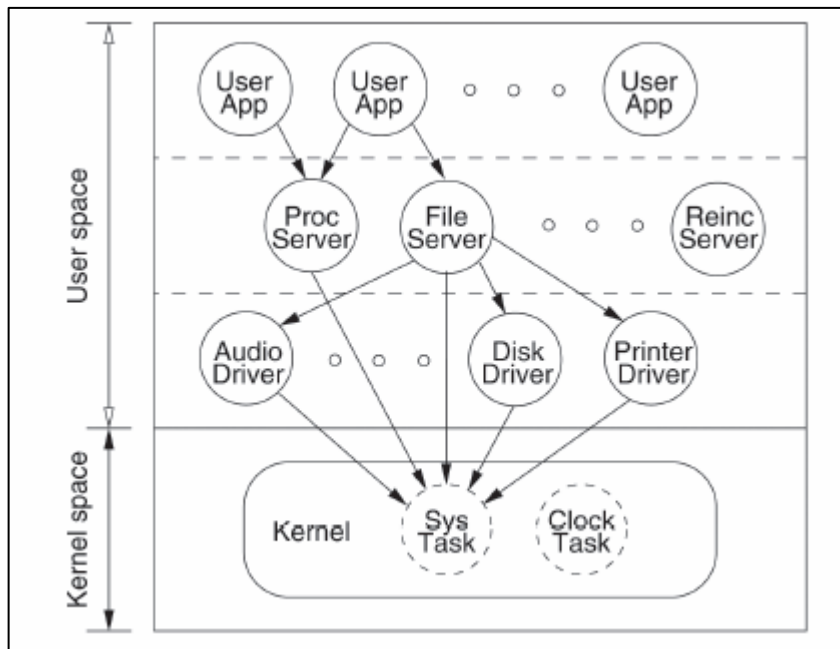 User
App
User
App
User
App
Proc
Server
File
Server
Reinc
Server
Audio
Driver
Disk
Driver
Printer
Driver
Kernel
Sys
Task
Clock
Task
User space
Kernel space